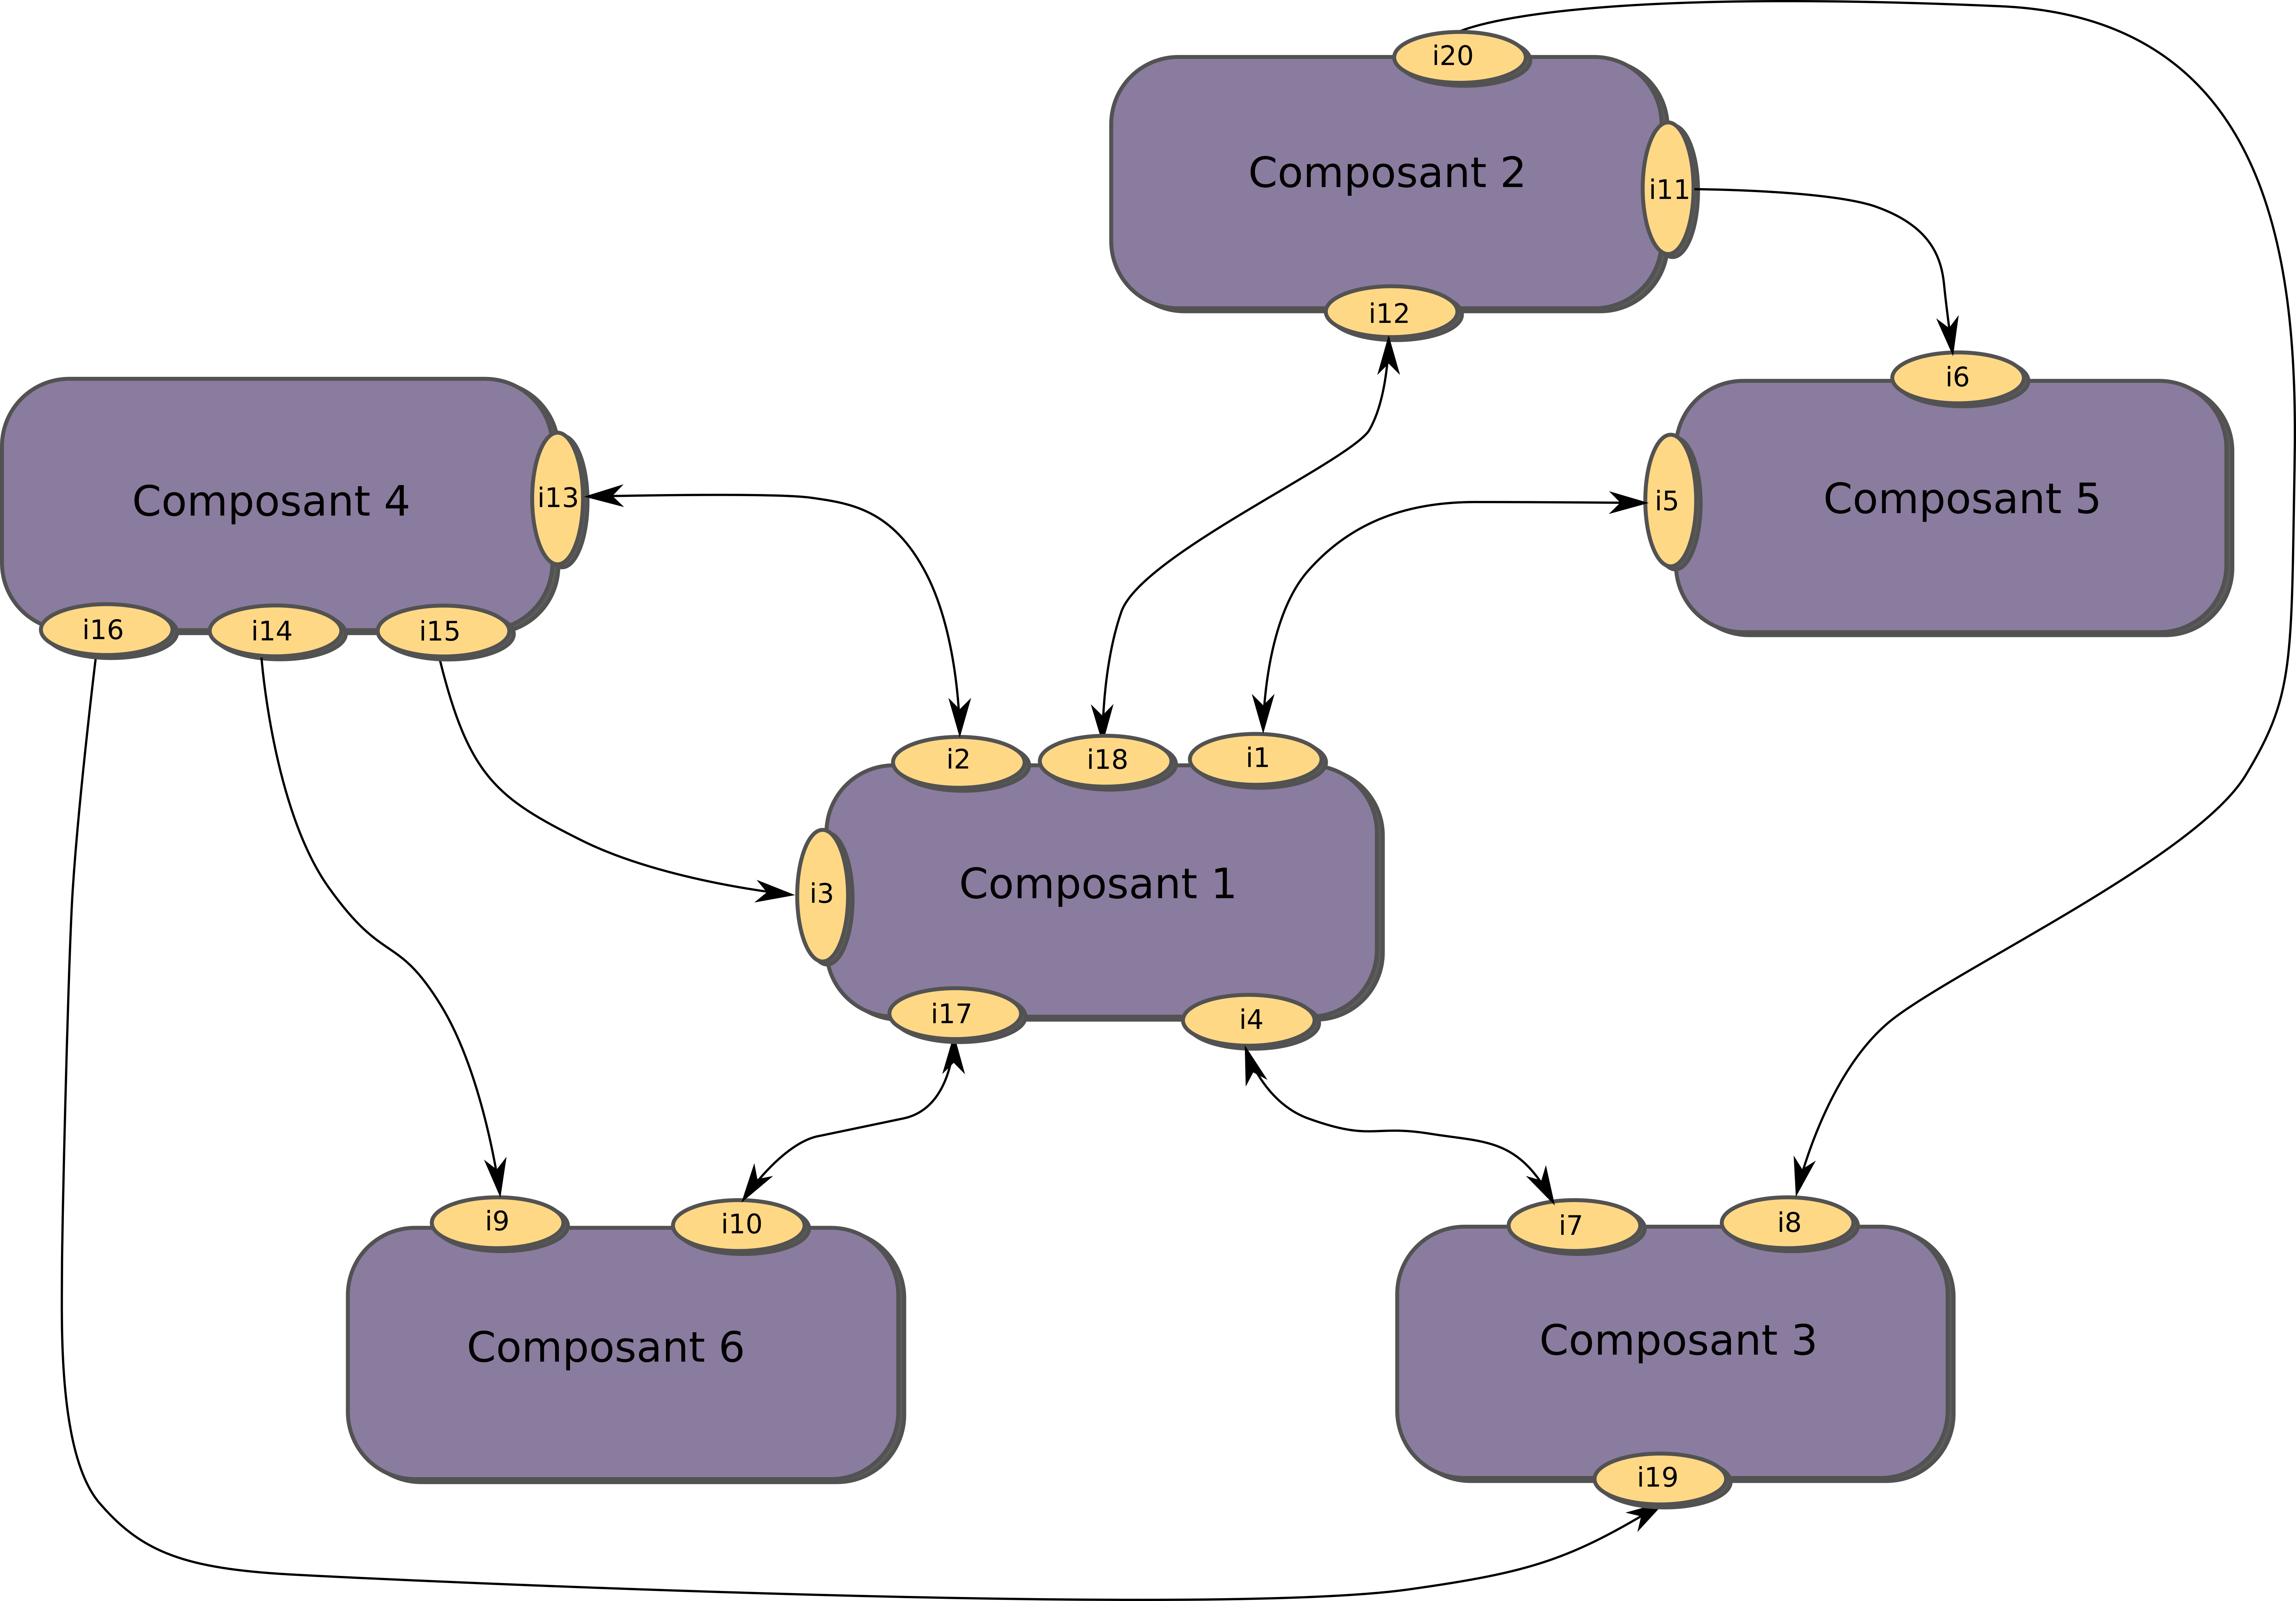 i20
Composant 2
i11
i12
i6
Composant 4
i13
i5
Composant 5
i16
i14
i15
i2
i18
i1
i3
Composant 1
i17
i4
i9
i10
i7
i8
Composant 6
Composant 3
i19